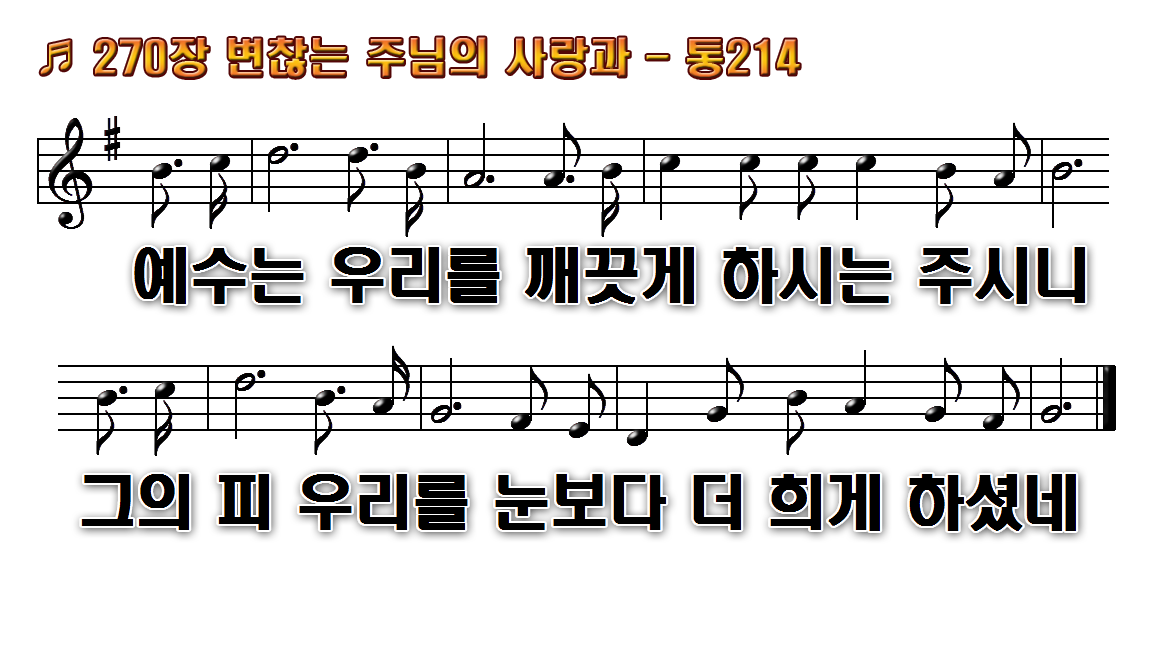 270장 변찮는 주님의 사랑과 - 통214
예수는 우리를 깨끗게 하시는 주시니
그의 피 우리를 눈보다 더 희게 하셨네